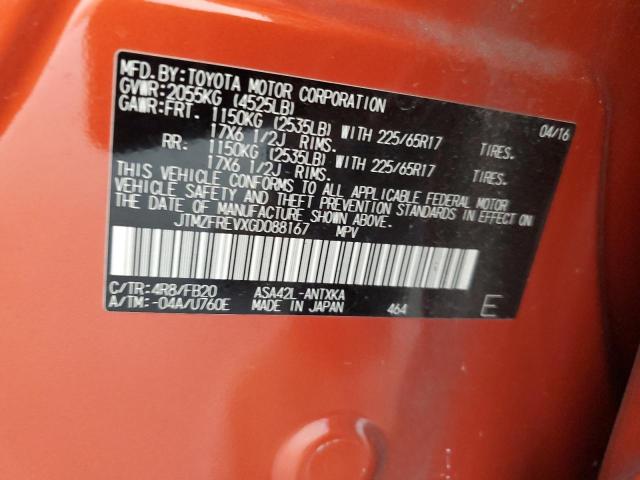 MFD. BY: TOYOTA MOTOR CORPORATION 04/16
GVWR: 2055KG (4525LB)
GAWR: FRT. 1150KG (2535LB) WITH 225/65R17 TIRES.
17X6 1/2J RIMS.
RR: 1150KG (2535LB) WITH 225/65R17 TIRES.
17X6 1/2J RIMS.
THIS VEHICLE CONFORMS TO ALL APPLICABLE FEDERAL MOTOR
VEHICLE SAFETY AND THEFT PREVENTION STANDARDS IN EFFECT ON
THE DATE OF MANUFACTURE SHOWN ABOVE.
JTMZFREVXGD088167 MPV
C/TR: 4R8/FB20 ASA42L-ANTXKA
A/TM: -04A/U760E MADE IN JAPAN 464 E